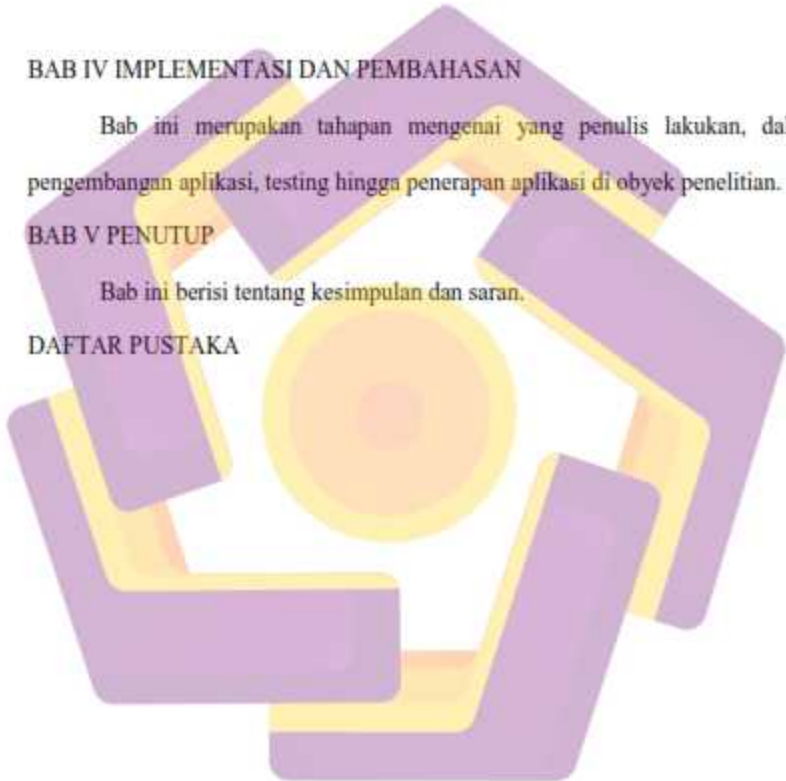 BAB IV IMPLEMENTASI DAN PEMBAHASAN
Bab ini merupakan tahapan mengenai yang penulis lakukan, dal
pengembangan aplikasi, testing hingga penerapan aplikasi di obyek penelitian.
BAB V PENUTUP
Bab ini berisi tentang kesimpulan dan saran.
DAFTAR PUSTAKA